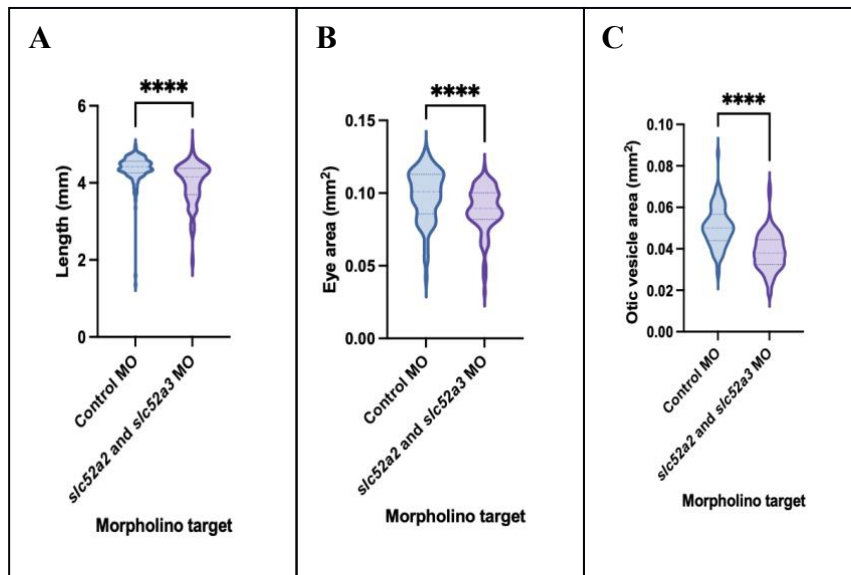 A
****
6
4
2
0
Length (mm)
Control MO
slc52a2 and slc52a3 MO
Morpholino target
B
****
0.15
0.10
0.05
0.00
Eye area (mm²)
Control MO
slc52a2 and slc52a3 MO
Morpholino target
C
****
0.10
0.08
0.06
0.04
0.02
0.00
Otic vesicle area (mm²)
Control MO
slc52a2 and slc52a3 MO
Morpholino target